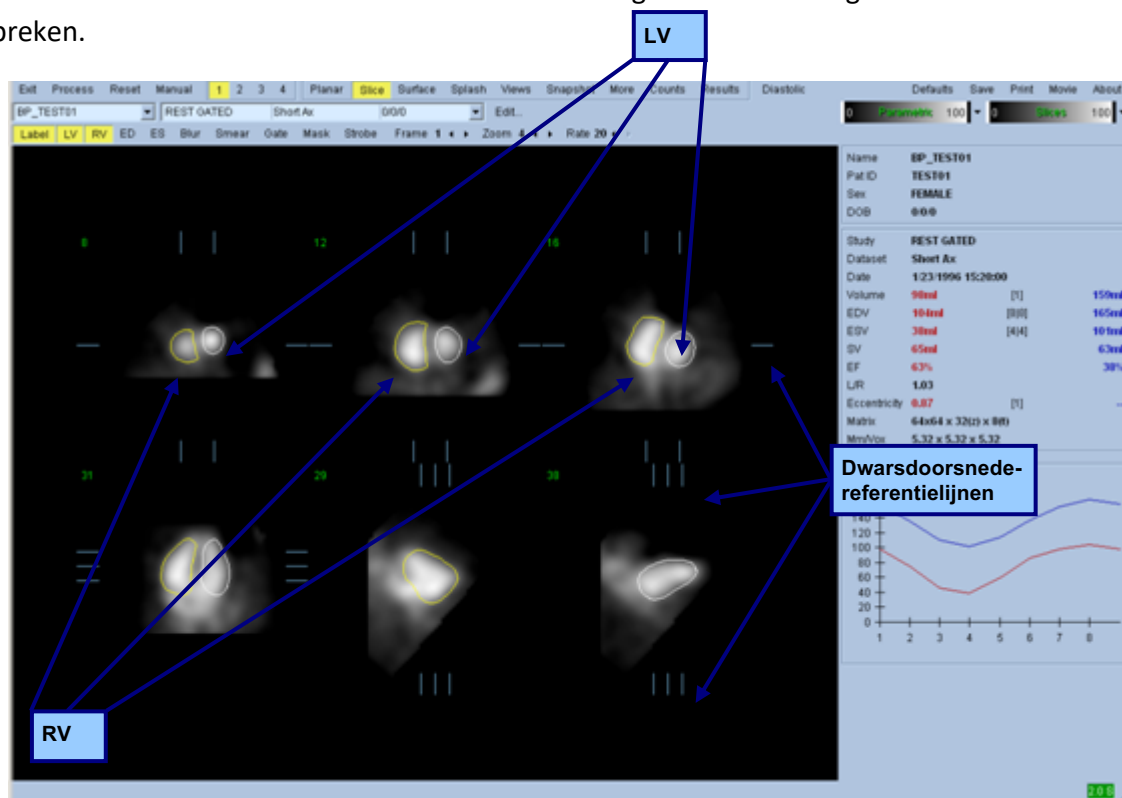 preken.
LV
Exit Process Reset Manual 1 2 3 4 Planar Slice Surface Splash Views Snapshot More Counts Results Diastolic Defaults Save Print Movie About
BP_TEST01 REST GATED Short Ax 0/0/0 Edit...
0 Parametric 100 0 Slices 100
Label LV RV ED ES Blur Smear Gate Mask Strobe Frame 1 Zoom 4 Rate 20
8 12 16
31 29 38
Name BP_TEST01
Pat ID TEST01
Sex FEMALE
DOB 0/0/0
Study REST GATED
Dataset Short Ax
Date 1/23/1996 15:20:00
Volume 98ml [1] 159ml
EDV 104ml [8|8] 165ml
ESV 38ml [4|4] 101ml
SV 65ml 63ml
EF 63% 38%
L/R 1.03
Eccentricity 0.87 [1]
Matrix 64x64 x 32(z) x 8(t)
Mm/Vox 5.32 x 5.32 x 5.32
Dwarsdoorsnede-
referentielijnen
140
120
100
80
60
40
20
0
1 2 3 4 5 6 7 8
RV
2.0 S